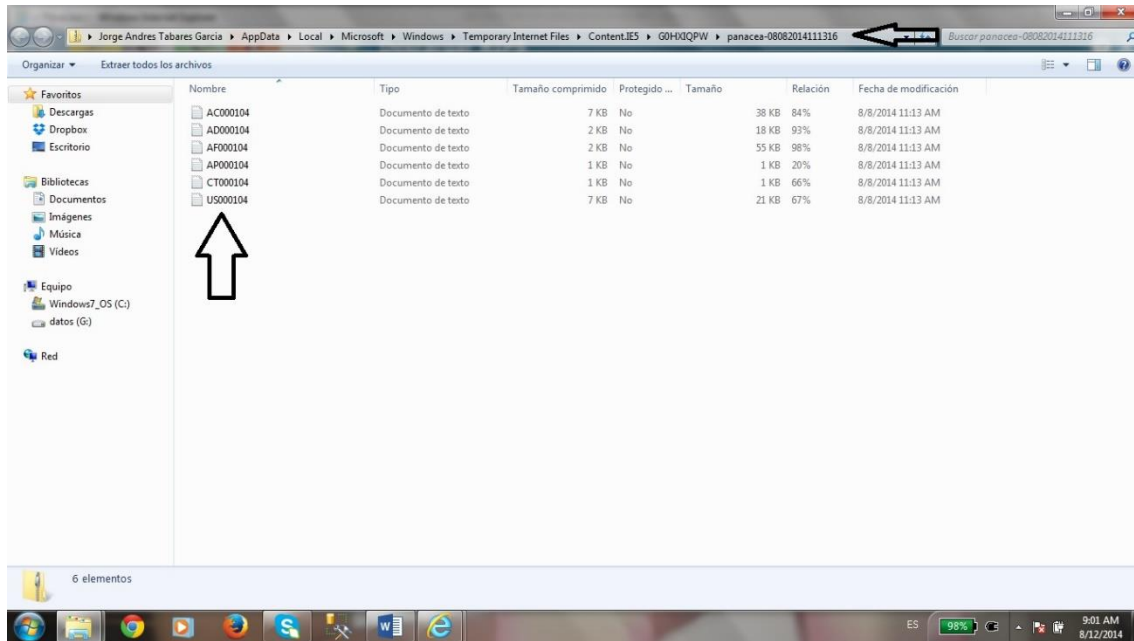 Jorge Andres Tabares Garcia ▸ AppData ▸ Local ▸ Microsoft ▸ Windows ▸ Temporary Internet Files ▸ Content.IE5 ▸ G0HXIQPW ▸ panacea-08082014111316
Buscar panacea-08082014111316
Organizar Extraer todos los archivos
Favoritos
Descargas
Dropbox
Escritorio
Bibliotecas
Documentos
Imágenes
Música
Vídeos
Equipo
Windows7_OS (C:)
datos (G:)
Red
Nombre Tipo Tamaño comprimido Protegido ... Tamaño Relación Fecha de modificación
AC000104 Documento de texto 7 KB No 38 KB 84% 8/8/2014 11:13 AM
AD000104 Documento de texto 2 KB No 18 KB 93% 8/8/2014 11:13 AM
AF000104 Documento de texto 2 KB No 55 KB 98% 8/8/2014 11:13 AM
AP000104 Documento de texto 1 KB No 1 KB 20% 8/8/2014 11:13 AM
CT000104 Documento de texto 1 KB No 1 KB 66% 8/8/2014 11:13 AM
US000104 Documento de texto 7 KB No 21 KB 67% 8/8/2014 11:13 AM
6 elementos
ES 98% 9:01 AM
8/12/2014